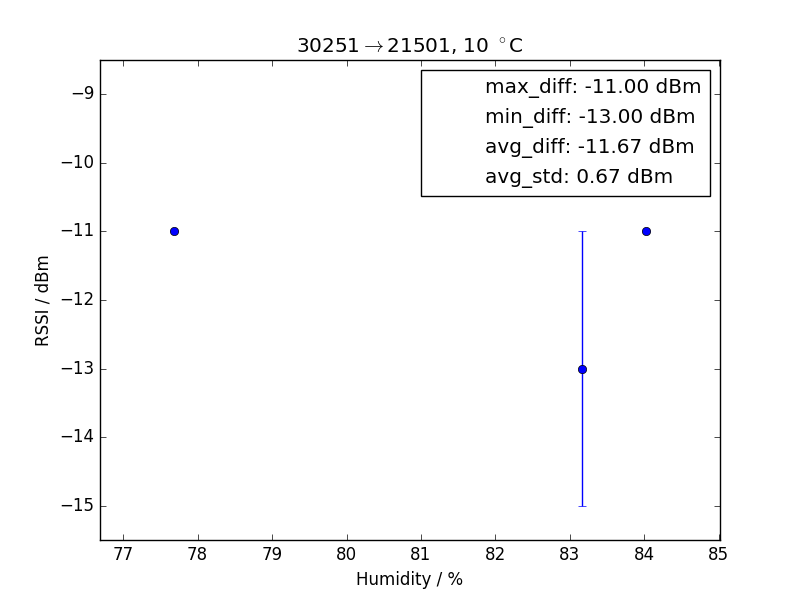 30251→21501, 10 °C
max_diff: -11.00 dBm
min_diff: -13.00 dBm
avg_diff: -11.67 dBm
avg_std: 0.67 dBm
RSSI / dBm
−9
−10
−11
−12
−13
−14
−15
77 78 79 80 81 82 83 84 85
Humidity / %